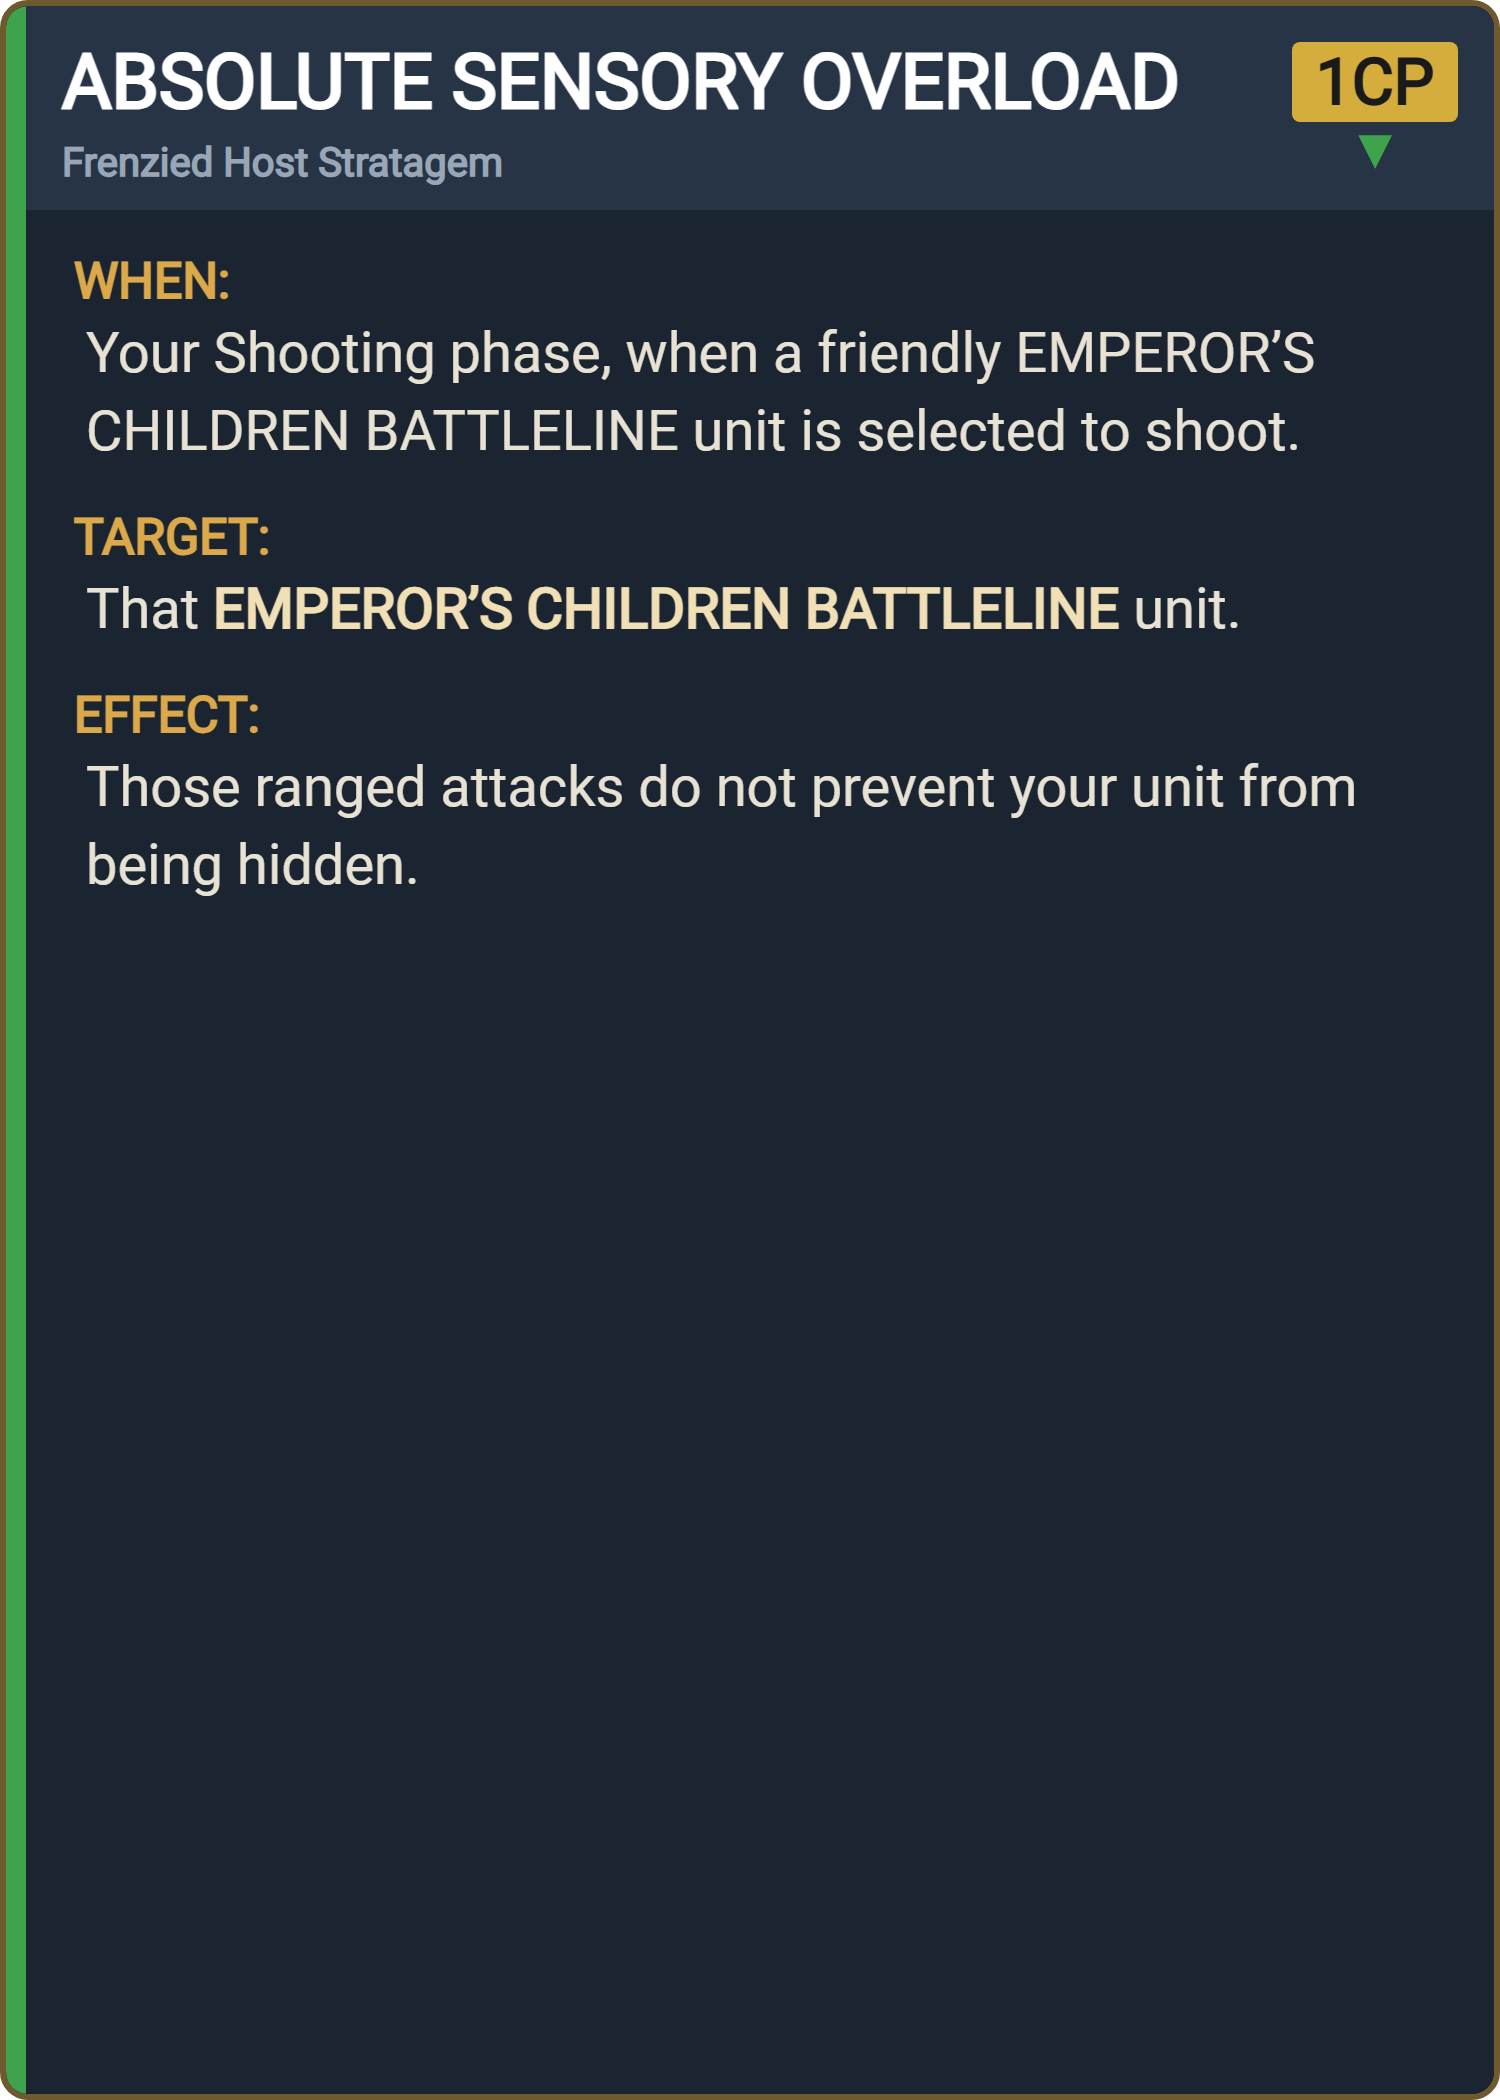 ABSOLUTE SENSORY OVERLOAD
1CP
Frenzied Host Stratagem
WHEN:
Your Shooting phase, when a friendly EMPEROR’S
CHILDREN BATTLELINE unit is selected to shoot.
TARGET:
That EMPEROR’S CHILDREN BATTLELINE unit.
EFFECT:
Those ranged attacks do not prevent your unit from
being hidden.